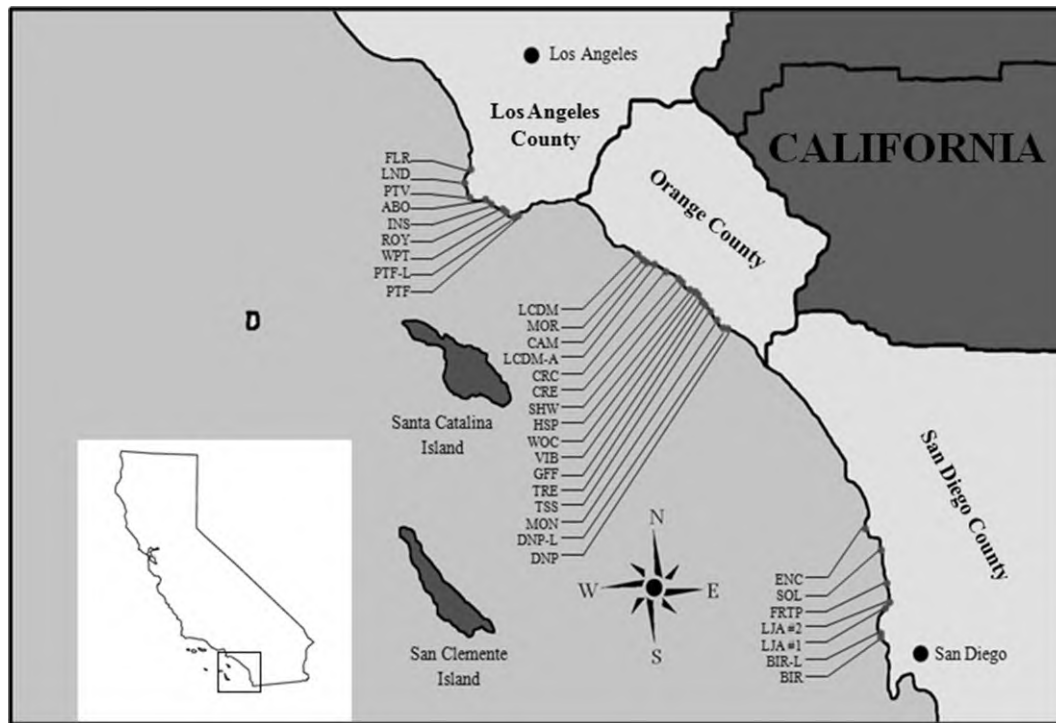 Los Angeles
Los Angeles
County
CALIFORNIA
Orange County
San Diego County
FLR
LND
PTV
ABO
INS
ROY
WPT
PTF-L
PTF
LCDM
MOR
CAM
LCDM-A
CRC
CRE
SHW
HSP
WOC
VIB
GFF
TRE
TSS
MON
DNP-L
DNP
D
Santa Catalina
Island
San Clemente
Island
N
W
E
S
ENC
SOL
FRTP
LJA #2
LJA #1
BIR-L
BIR
San Diego